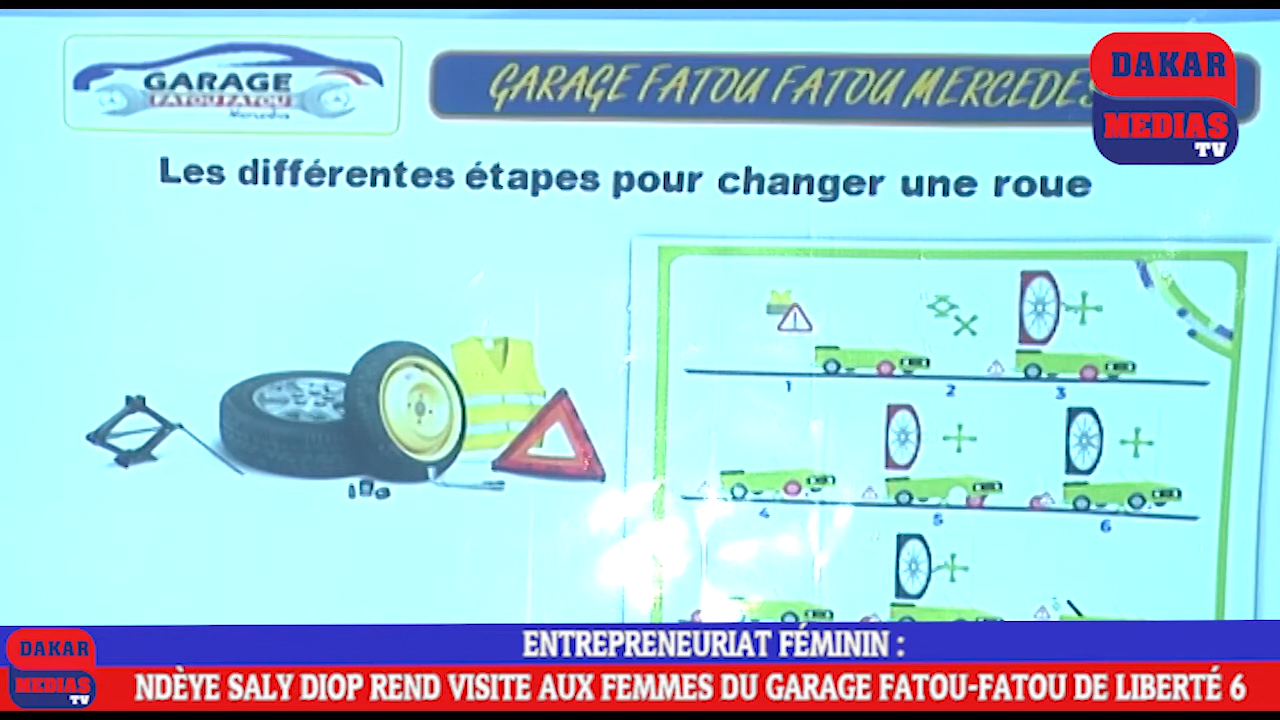 GARAGE
FATOU FATOU
Mercedes
GARAGE FATOU FATOU MERCEDES
DAKAR
MEDIAS
TV
Les différentes étapes pour changer une roue
1
2
3
4
5
6
ENTREPRENEURIAT FÉMININ :
DAKAR
MEDIAS
TV
NDÈYE SALY DIOP REND VISITE AUX FEMMES DU GARAGE FATOU-FATOU DE LIBERTÉ 6